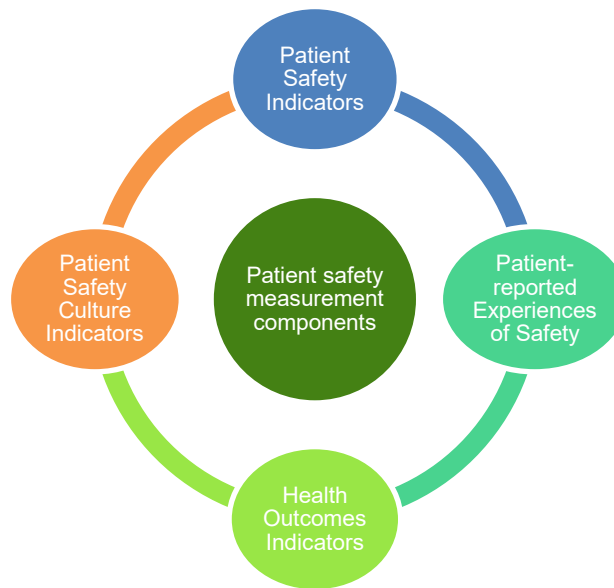 Patient
Safety
Indicators
Patient
Safety
Culture
Indicators
Patient safety
measurement
components
Patient-
reported
Experiences
of Safety
Health
Outcomes
Indicators